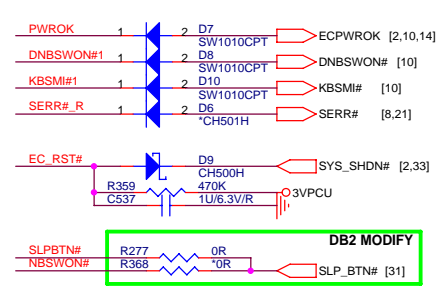 PWROK 1 2 D7 SW1010CPT ECPWROK [2,10,14]
DNBSWON#1 1 2 D8 SW1010CPT DNBSWON# [10]
KBSMI#1 1 2 D10 SW1010CPT KBSMI# [10]
SERR#_R 1 2 D6 *CH501H SERR# [8,21]
EC_RST# D9 CH500H SYS_SHDN# [2,33]
R359 470K 3VPCU
C537 1U/6.3V/R
DB2 MODIFY
SLPBTN# R277 0R
NBSWON# R368 *0R SLP_BTN# [31]